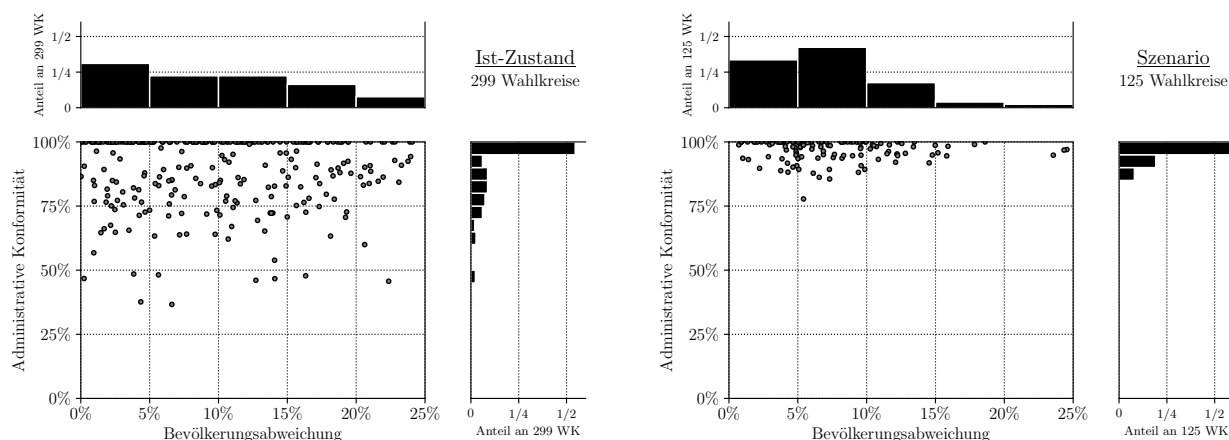 Anteil an 299 WK
1/2
1/4
0
Ist-Zustand
299 Wahlkreise
Administrative Konformität
100%
75%
50%
25%
0%
0%
5%
10%
15%
20%
25%
Bevölkerungsabweichung
0
1/4
1/2
Anteil an 299 WK
Anteil an 125 WK
1/2
1/4
0
Szenario
125 Wahlkreise
Administrative Konformität
100%
75%
50%
25%
0%
0%
5%
10%
15%
20%
25%
Bevölkerungsabweichung
0
1/4
1/2
Anteil an 125 WK